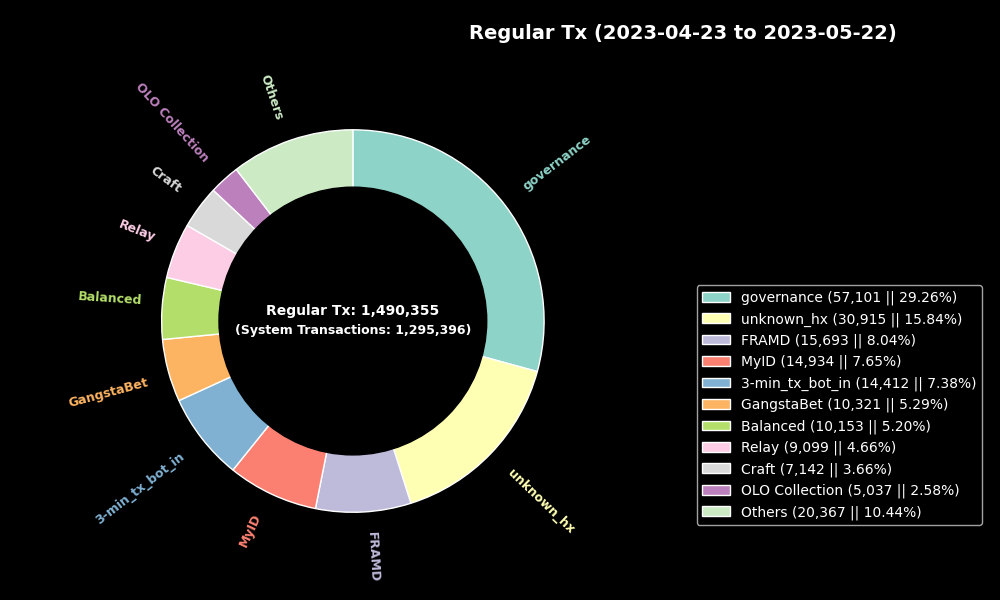 Regular Tx (2023-04-23 to 2023-05-22)
Others
OLO Collection
governance
Craft
Relay
Balanced
GangstaBet
3-min_tx_bot_in
MyID
FRAMD
unknown_hx
Regular Tx: 1,490,355
(System Transactions: 1,295,396)
governance (57,101 || 29.26%)
unknown_hx (30,915 || 15.84%)
FRAMD (15,693 || 8.04%)
MyID (14,934 || 7.65%)
3-min_tx_bot_in (14,412 || 7.38%)
GangstaBet (10,321 || 5.29%)
Balanced (10,153 || 5.20%)
Relay (9,099 || 4.66%)
Craft (7,142 || 3.66%)
OLO Collection (5,037 || 2.58%)
Others (20,367 || 10.44%)